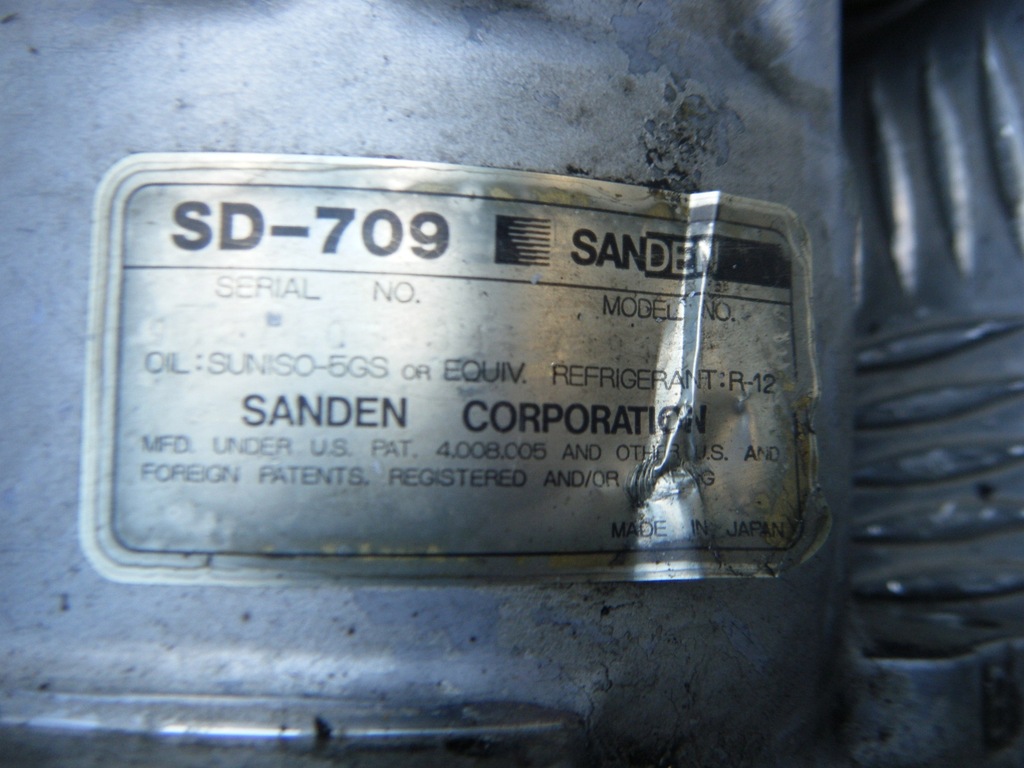 SD-709 SANDEN
SERIAL NO. MODEL NO.
OIL:SUNISO-5GS OR EQUIV. REFRIGERANT:R-12
SANDEN CORPORATION
MFD. UNDER U.S. PAT. 4.008.005 AND OTHER U.S. AND
FOREIGN PATENTS, REGISTERED AND/OR
MADE IN JAPAN